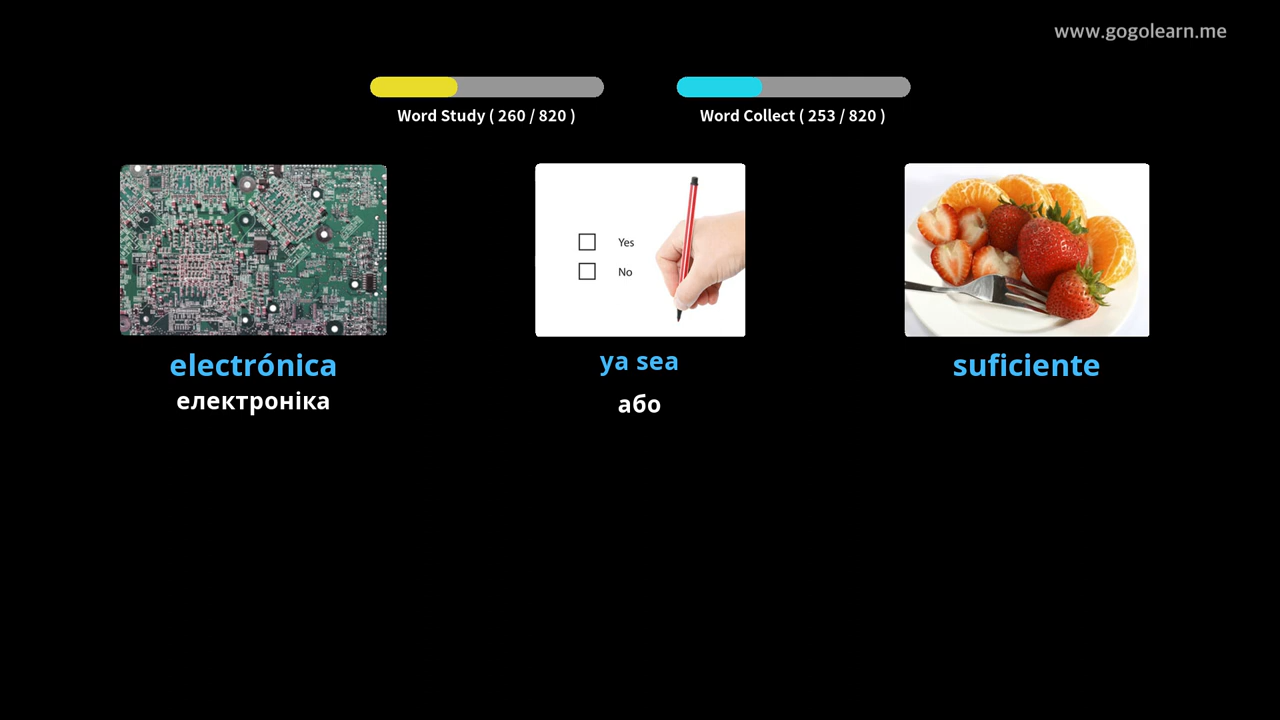 www.gogolearn.me
Word Study ( 260 / 820 )
Word Collect ( 253 / 820 )
Yes
No
electrónica
ya sea
suficiente
електроніка
або